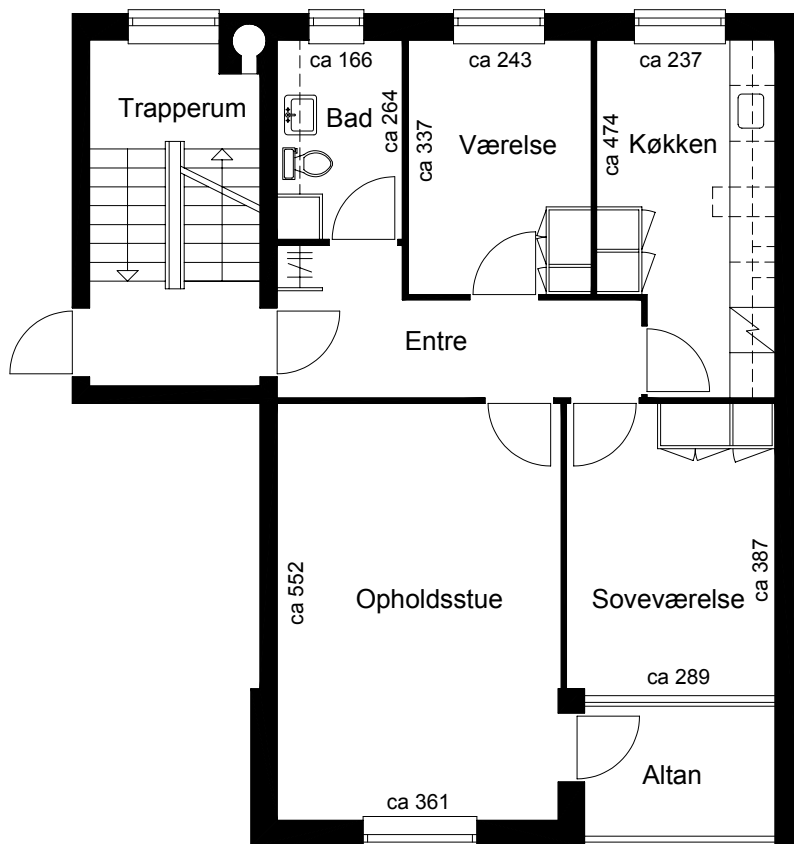 ca 166
ca 243
ca 237
Trapperum
Bad
ca 264
ca 337
Værelse
ca 474
Køkken
Entre
ca 552
Opholdsstue
Soveværelse
ca 387
ca 289
Altan
ca 361